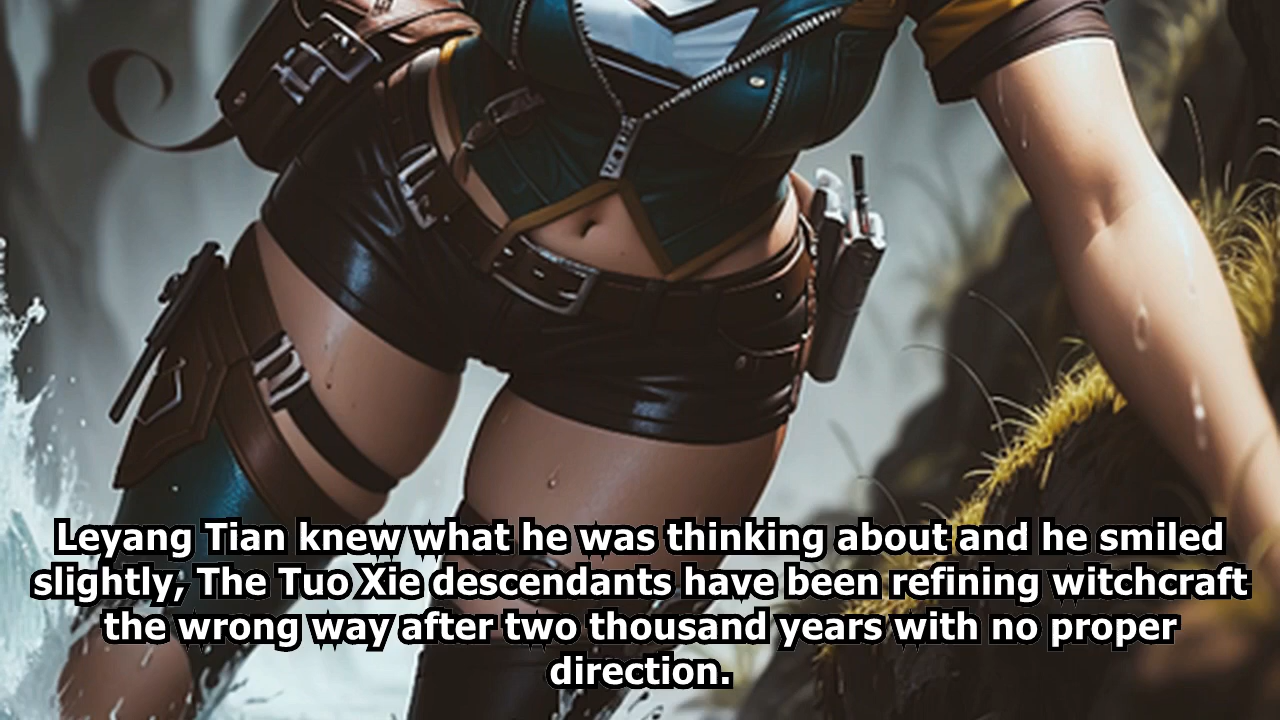 Leyang Tian knew what he was thinking about and he smiled
slightly, The Tuo Xie descendants have been refining witchcraft
the wrong way after two thousand years with no proper
direction.